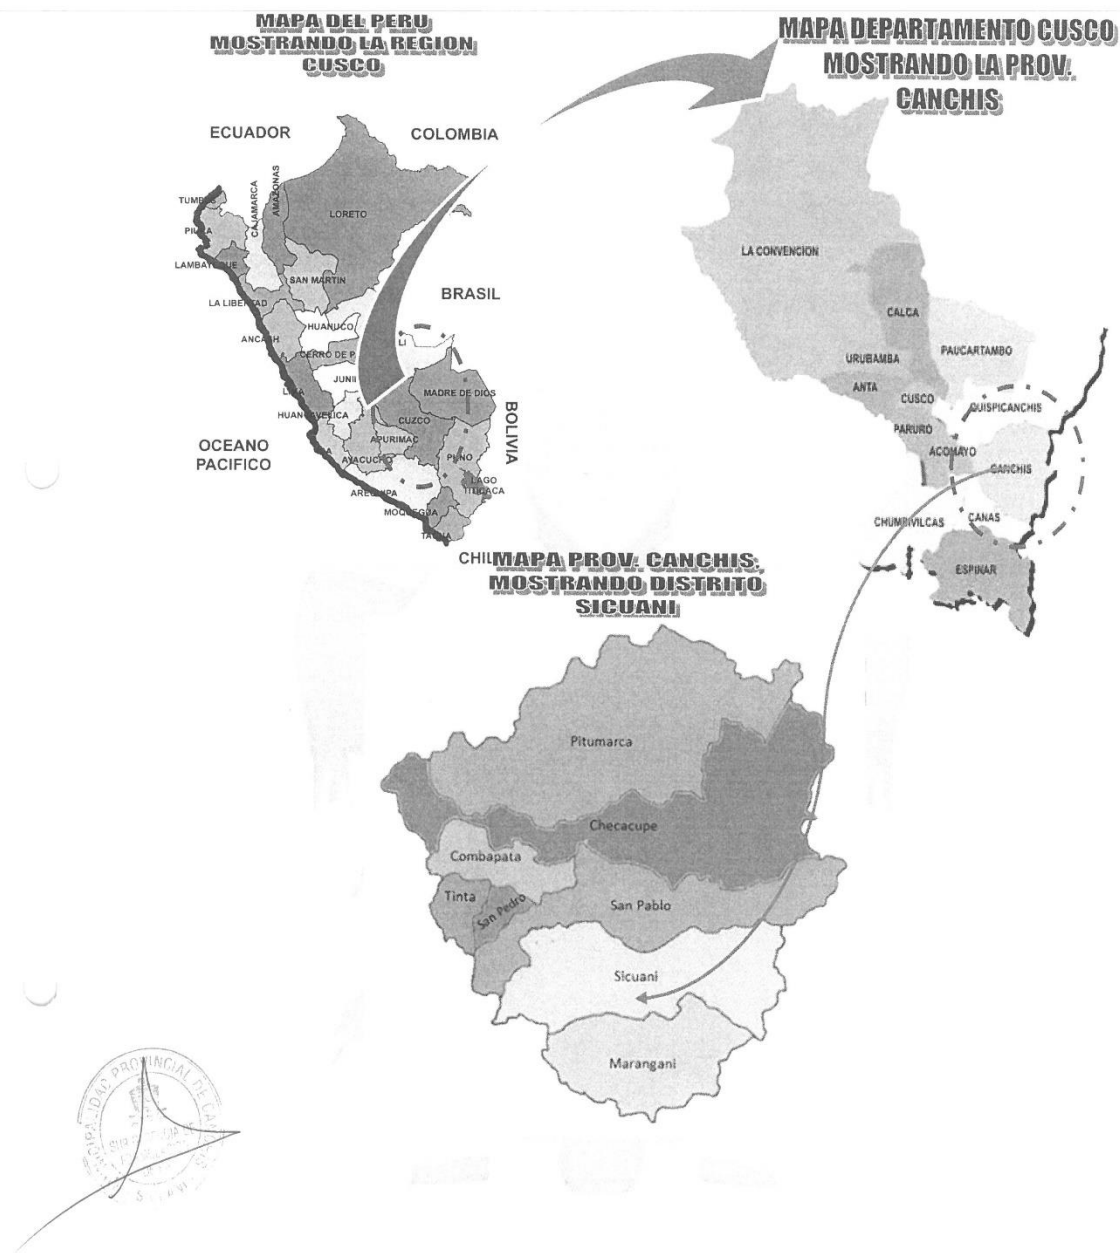 MAPA DEL PERU
MOSTRANDO LA REGION
CUSCO
ECUADOR
COLOMBIA
TUMBES
CAJAMARCA
AMAZONAS
LORETO
LAMBAYEQUE
SAN MARTIN
LA LIBERTAD
BRASIL
HUANUCO
ANCASH
CERRO DE P
JUNI
LIMA
MADRE DE DIOS
HUANCAVELICA
CUZCO
BOLIVIA
APURIMAC
OCEANO
PACIFICO
AYACUCHO
PUNO
LAGO
TITICACA
AREQUIPA
MOQUEGUA
TACNA
CHIL
MAPA DEPARTAMENTO CUSCO
MOSTRANDO LA PROV.
CANCHIS
LA CONVENCION
CALCA
URUBAMBA
PAUCARTAMBO
ANTA
CUSCO
QUISPICANCHIS
PARURO
ACOMAYO
CANCHIS
CHUMBIVILCAS
CANAS
ESPINAR
MAPA PROV. CANCHIS,
MOSTRANDO DISTRITO
SICUANI
Pitumarca
Checacupe
Combapata
Tinta
San Pedro
San Pablo
Sicuani
Marangani
PROVINCIAL DE